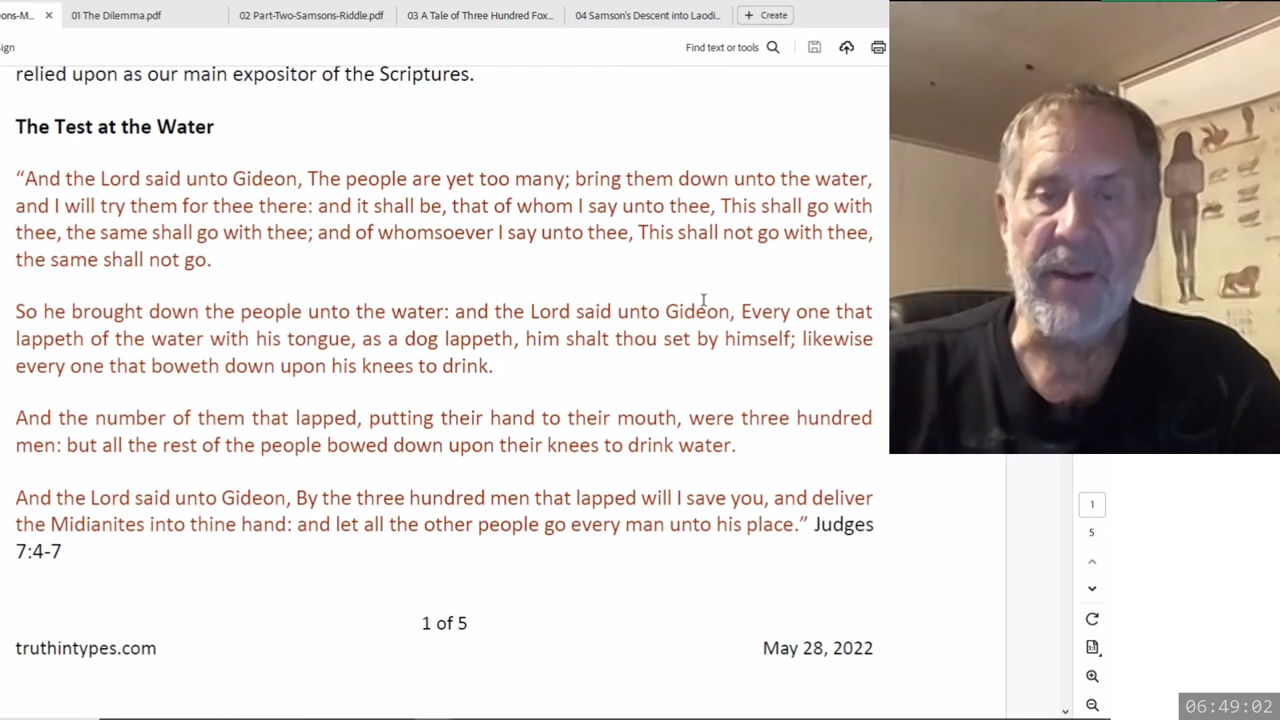 ons-M...
01 The Dilemma.pdf
02 Part-Two-Samsons-Riddle.pdf
03 A Tale of Three Hundred Fox...
04 Samson's Descent into Laodi...
+ Create
ign
Find text or tools
relied upon as our main expositor of the Scriptures.
The Test at the Water
“And the Lord said unto Gideon, The people are yet too many; bring them down unto the water,
and I will try them for thee there: and it shall be, that of whom I say unto thee, This shall go with
thee, the same shall go with thee; and of whomsoever I say unto thee, This shall not go with thee,
the same shall not go.
So he brought down the people unto the water: and the Lord said unto Gideon, Every one that
lappeth of the water with his tongue, as a dog lappeth, him shalt thou set by himself; likewise
every one that boweth down upon his knees to drink.
And the number of them that lapped, putting their hand to their mouth, were three hundred
men: but all the rest of the people bowed down upon their knees to drink water.
And the Lord said unto Gideon, By the three hundred men that lapped will I save you, and deliver
the Midianites into thine hand: and let all the other people go every man unto his place.” Judges
7:4-7
1 of 5
truthintypes.com
May 28, 2022
1
5
06:49:02